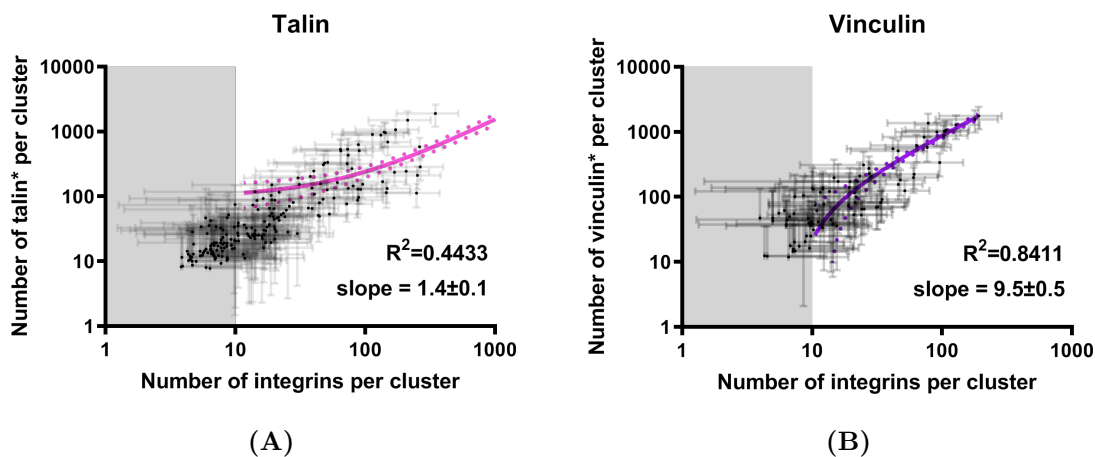 Talin
Number of talin* per cluster
10000
1000
100
10
1
1
10
100
1000
R²=0.4433
slope = 1.4±0.1
Number of integrins per cluster
(A)
Vinculin
Number of vinculin* per cluster
10000
1000
100
10
1
1
10
100
1000
R²=0.8411
slope = 9.5±0.5
Number of integrins per cluster
(B)